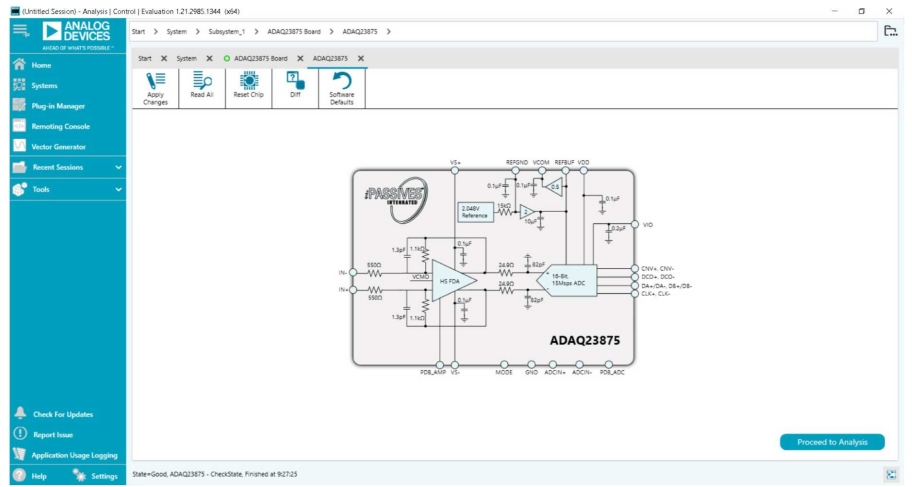 (Untitled Session) - Analysis | Control | Evaluation 1.21.2985.1344 (x64)
ANALOG
DEVICES
AHEAD OF WHAT'S POSSIBLE™
Start > System > Subsystem_1 > ADAQ23875 Board > ADAQ23875 >
Home
Systems
Plug-in Manager
Remoting Console
Vector Generator
Recent Sessions
Tools
Check For Updates
Report Issue
Application Usage Logging
Help Settings
Start X System X ADAQ23875 Board X ADAQ23875 X
Apply
Changes
Read All
Reset Chip
Diff
Software
Defaults
VS+ REFGND VCOM REFBUF VDD
iPASSIVES
INTEGRATED
0.1µF 0.1µF 0.5
0.1µF
2.048V
Reference
15kΩ
2
10µF
0.2µF
VIO
1.3pF 1.1kΩ
0.1µF
550Ω
24.9Ω 82pF
IN-
VCMO
HS FDA
16-Bit,
15Msps ADC
CNV+, CNV-
DCO+, DCO-
DA+/DA-, DB+/DB-
CLK+, CLK-
IN+
24.9Ω
550Ω
0.1µF
82pF
1.3pF 1.1kΩ
ADAQ23875
PDB_AMP VS- MODE GND ADCIN+ ADCIN- PDB_ADC
Proceed to Analysis
State=Good, ADAQ23875 - CheckState, Finished at 9:27:25